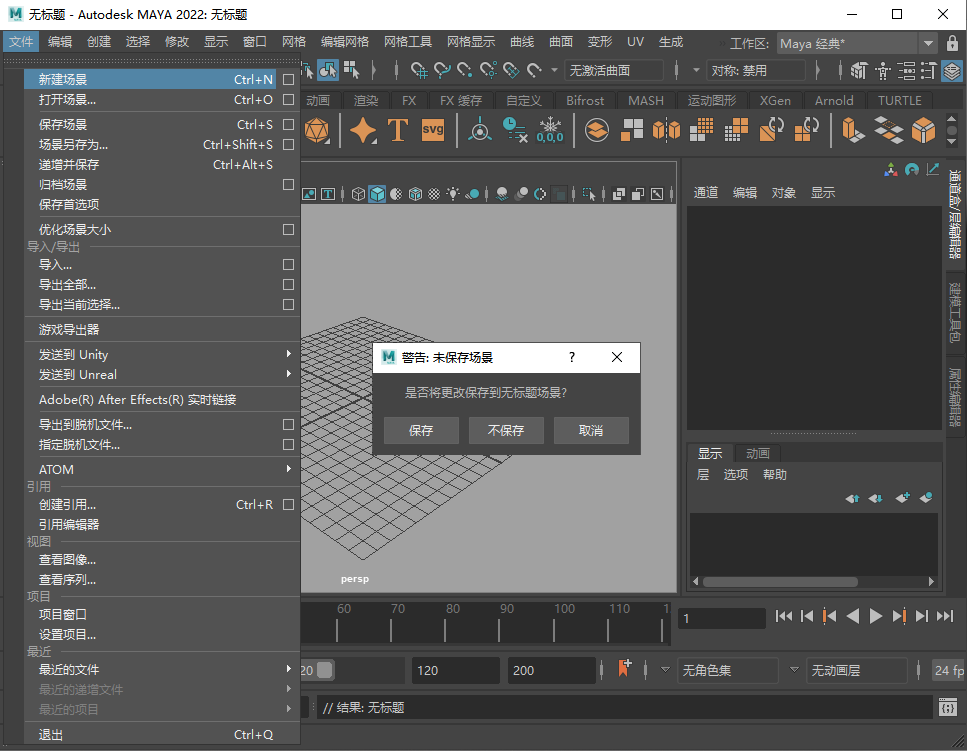 无标题 - Autodesk MAYA 2022: 无标题
文件 编辑 创建 选择 修改 显示 窗口 网格 编辑网格 网格工具 网格显示 曲线 曲面 变形 UV 生成 工作区: Maya 经典*
无激活曲面 对称: 禁用
动画 渲染 FX FX 缓存 自定义 Bifrost MASH 运动图形 XGen Arnold TURTLE
T SVG 0,0,0
新建场景 Ctrl+N
打开场景... Ctrl+O
保存场景 Ctrl+S
场景另存为... Ctrl+Shift+S
递增并保存 Ctrl+Alt+S
归档场景
保存首选项
优化场景大小
导入/导出
导入...
导出全部...
导出当前选择...
游戏导出器
发送到 Unity
发送到 Unreal
Adobe(R) After Effects(R) 实时链接
导出到脱机文件...
指定脱机文件...
ATOM
引用
创建引用... Ctrl+R
引用编辑器
视图
查看图像...
查看序列...
项目
项目窗口
设置项目...
最近
最近的文件
最近的递增文件
最近的项目
退出 Ctrl+Q
警告: 未保存场景 ?
是否将更改保存到无标题场景?
保存 不保存 取消
persp
通道 编辑 对象 显示
通道盒/层编辑器
建模工具包
属性编辑器
显示 动画
层 选项 帮助
60 70 80 90 100 110 1
1
20 120 200 无角色集 无动画层 24 fp
// 结果: 无标题